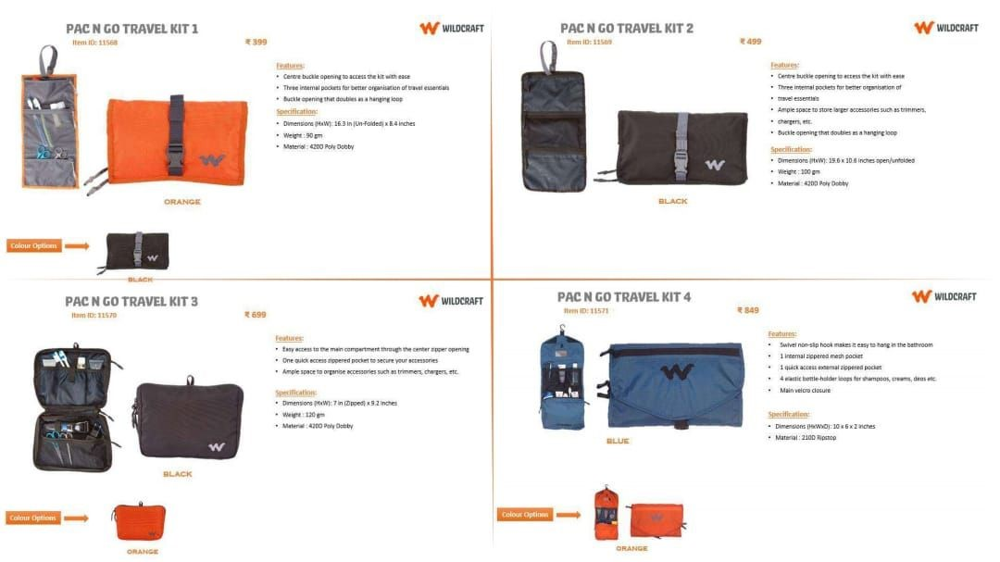 PAC N GO TRAVEL KIT 1
WILDCRAFT
Item ID: 11568
₹ 399
Features:
• Centre buckle opening to access the kit with ease
• Three internal pockets for better organisation of travel essentials
• Buckle opening that doubles as a hanging loop
Specification:
• Dimensions (HxW): 16.3 in (Un-Folded) x 8.4 inches
• Weight : 90 gm
• Material : 420D Poly Dobby
ORANGE
Colour Options
BLACK
PAC N GO TRAVEL KIT 2
WILDCRAFT
Item ID: 11569
₹ 499
Features:
• Centre buckle opening to access the kit with ease
• Three internal pockets for better organisation of
• travel essentials
• Ample space to store larger accessories such as trimmers,
• chargers, etc.
• Buckle opening that doubles as a hanging loop
Specification:
• Dimensions (HxW): 19.6 x 10.6 inches open/unfolded
• Weight : 100 gm
• Material : 420D Poly Dobby
BLACK
PAC N GO TRAVEL KIT 3
WILDCRAFT
Item ID: 11570
₹ 699
Features:
• Easy access to the main compartment through the center zipper opening
• One quick access zippered pocket to secure your accessories
• Ample space to organise accessories such as trimmers, chargers, etc.
Specification:
• Dimensions (HxW): 7 in (Zipped) x 9.2 inches
• Weight : 120 gm
• Material : 420D Poly Dobby
BLACK
Colour Options
ORANGE
PAC N GO TRAVEL KIT 4
WILDCRAFT
Item ID: 11571
₹ 849
Features:
• Swivel non-slip hook makes it easy to hang in the bathroom
• 1 internal zippered mesh pocket
• 1 quick access external zippered pocket
• 4 elastic bottle-holder loops for shampoos, creams, deos etc.
• Main velcro closure
Specification:
• Dimensions (HxWxD): 10 x 6 x 2 inches
• Material : 210D Ripstop
BLUE
Colour Options
ORANGE